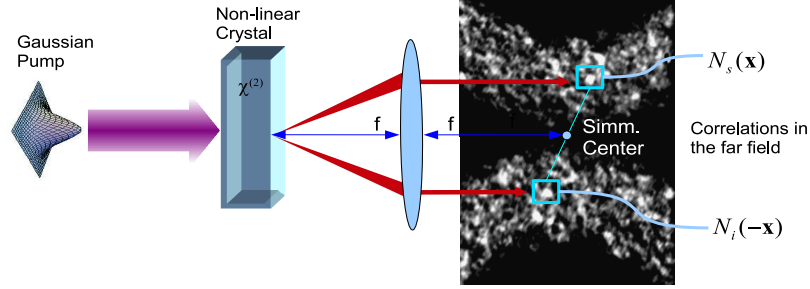 Gaussian
Pump
Non-linear
Crystal
χ(2)
f
f
f
Simm.
Center
Ns(x)
Correlations in
the far field
Ni(-x)